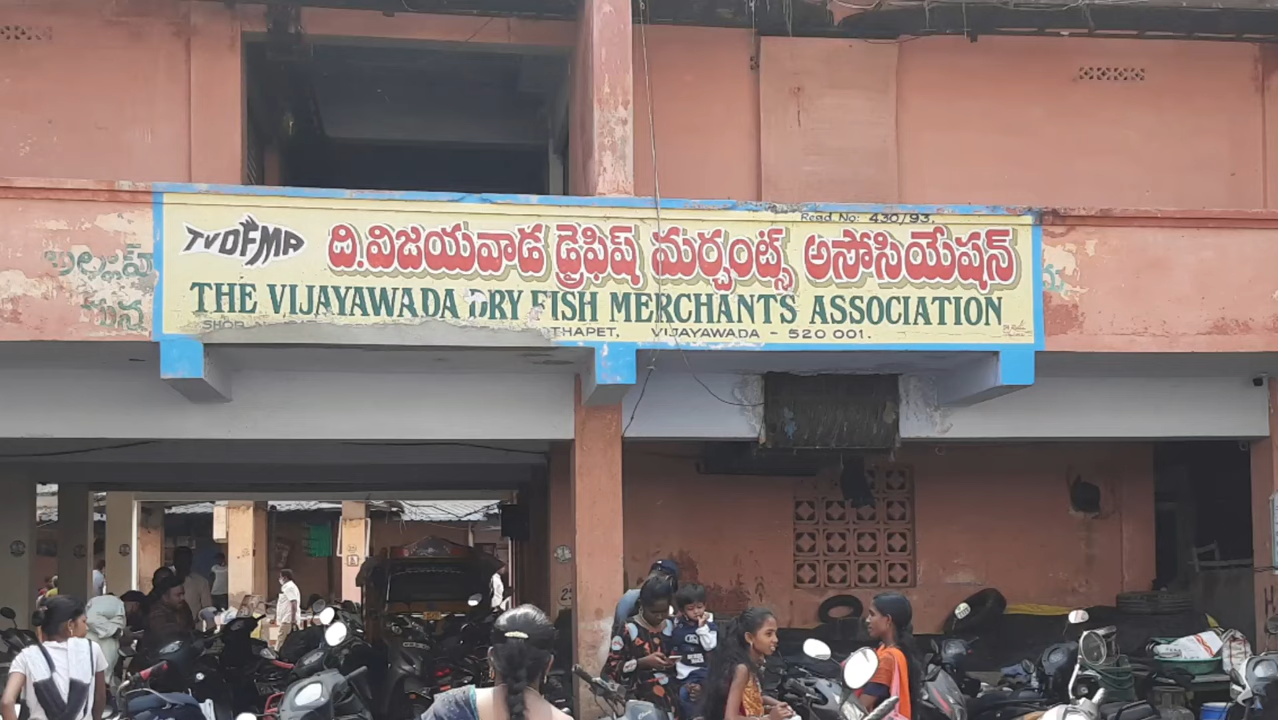 Regd No: 430/93.
TVDFMA
ది.విజయవాడ డ్రైఫిష్ మర్చంట్స్ అసోసియేషన్
THE VIJAYAWADA DRY FISH MERCHANTS ASSOCIATION
VIJAYAWADA - 520 001.